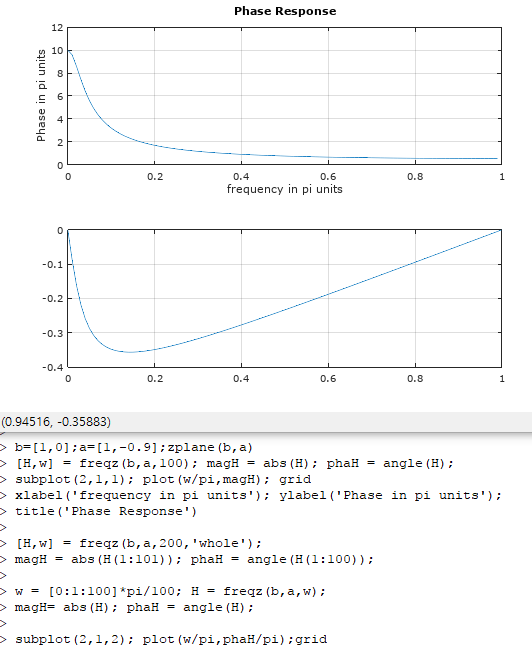 Phase Response
12
10
8
6
4
2
0
Phase in pi units
0 0.2 0.4 0.6 0.8 1
frequency in pi units
0
-0.1
-0.2
-0.3
-0.4
0 0.2 0.4 0.6 0.8 1
(0.94516, -0.35883)
> b=[1,0];a=[1,-0.9];zplane(b,a)
> [H,w] = freqz(b,a,100); magH = abs(H); phaH = angle(H);
> subplot(2,1,1); plot(w/pi,magH); grid
> xlabel('frequency in pi units'); ylabel('Phase in pi units');
> title('Phase Response')
>
> [H,w] = freqz(b,a,200,'whole');
> magH = abs(H(1:101)); phaH = angle(H(1:100));
>
> w = [0:1:100]*pi/100; H = freqz(b,a,w);
> magH= abs(H); phaH = angle(H);
>
> subplot(2,1,2); plot(w/pi,phaH/pi);grid